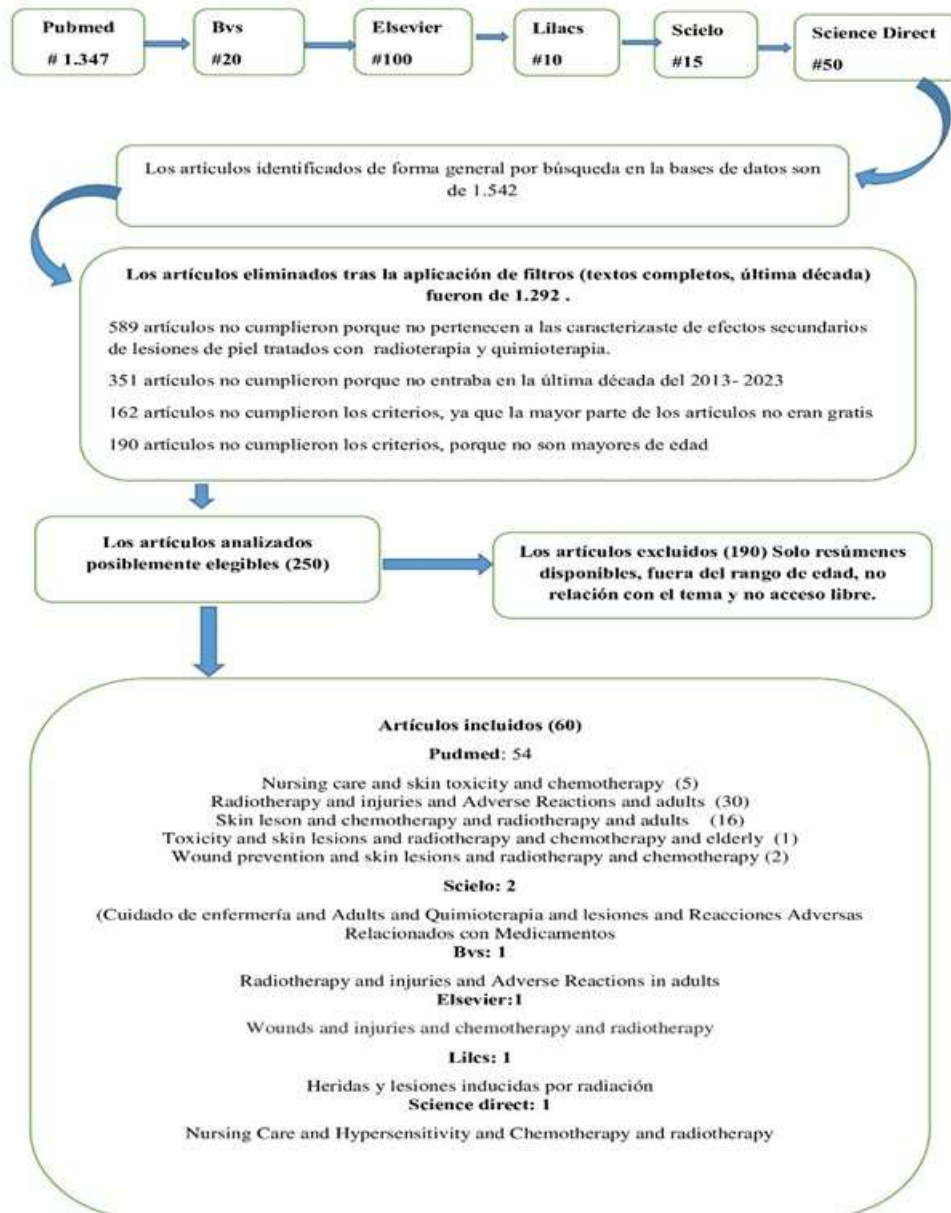 Pubmed
# 1.347
Bvs
#20
Elsevier
#100
Lilacs
#10
Scielo
#15
Science Direct
#50
Los artículos identificados de forma general por búsqueda en la bases de datos son
de 1.542
Los artículos eliminados tras la aplicación de filtros (textos completos, última década)
fueron de 1.292 .
589 artículos no cumplieron porque no pertenecen a las caracterizaste de efectos secundarios
de lesiones de piel tratados con radioterapia y quimioterapia.
351 artículos no cumplieron porque no entraba en la última década del 2013- 2023
162 artículos no cumplieron los criterios, ya que la mayor parte de los artículos no eran gratis
190 artículos no cumplieron los criterios, porque no son mayores de edad
Los artículos analizados
posiblemente elegibles (250)
Los artículos excluidos (190) Solo resúmenes
disponibles, fuera del rango de edad, no
relación con el tema y no acceso libre.
Artículos incluidos (60)
Pudmed: 54
Nursing care and skin toxicity and chemotherapy (5)
Radiotherapy and injuries and Adverse Reactions and adults (30)
Skin leson and chemotherapy and radiotherapy and adults (16)
Toxicity and skin lesions and radiotherapy and chemotherapy and elderly (1)
Wound prevention and skin lesions and radiotherapy and chemotherapy (2)
Scielo: 2
(Cuidado de enfermería and Adults and Quimioterapia and lesiones and Reacciones Adversas
Relacionados con Medicamentos
Bvs: 1
Radiotherapy and injuries and Adverse Reactions in adults
Elsevier:1
Wounds and injuries and chemotherapy and radiotherapy
Lilcs: 1
Heridas y lesiones inducidas por radiación
Science direct: 1
Nursing Care and Hypersensitivity and Chemotherapy and radiotherapy